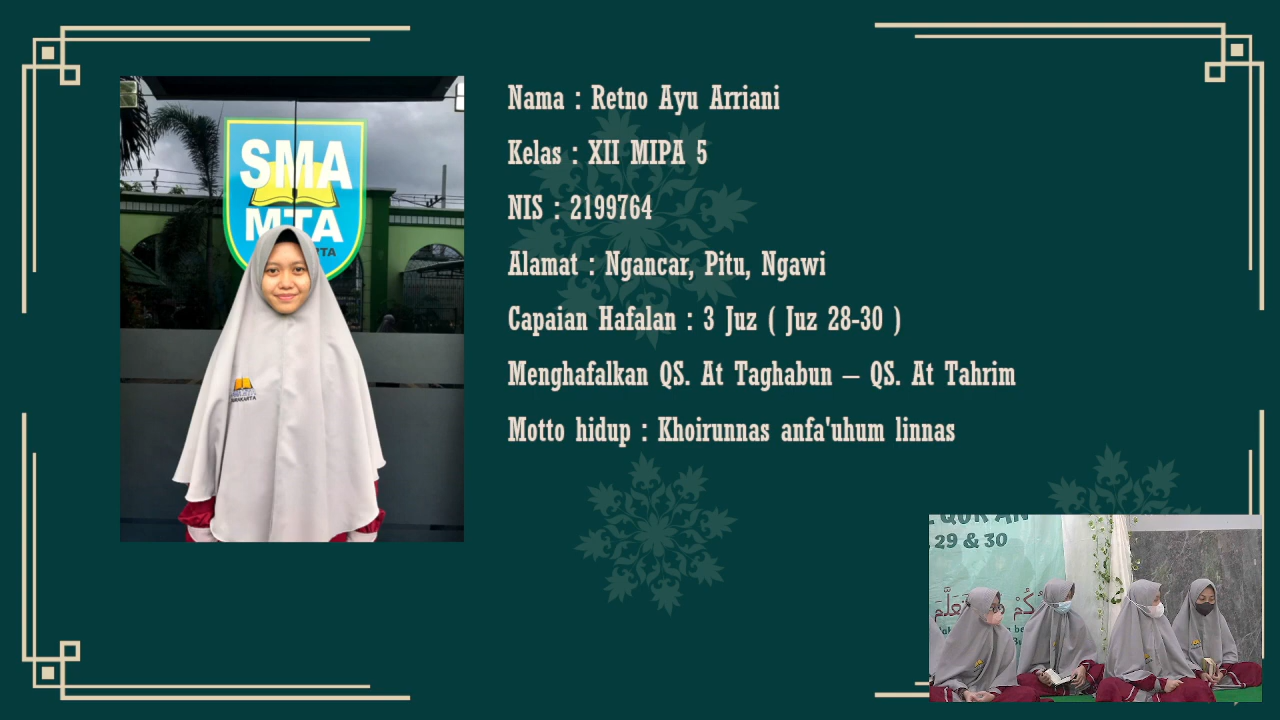 SMA
MTA
Nama : Retno Ayu Arriani
Kelas : XII MIPA 5
NIS : 2199764
Alamat : Ngancar, Pitu, Ngawi
Capaian Hafalan : 3 Juz ( Juz 28-30 )
Menghafalkan QS. At Taghabun – QS. At Tahrim
Motto hidup : Khoirunnas anfa'uhum linnas
QUR'AN
29 & 30